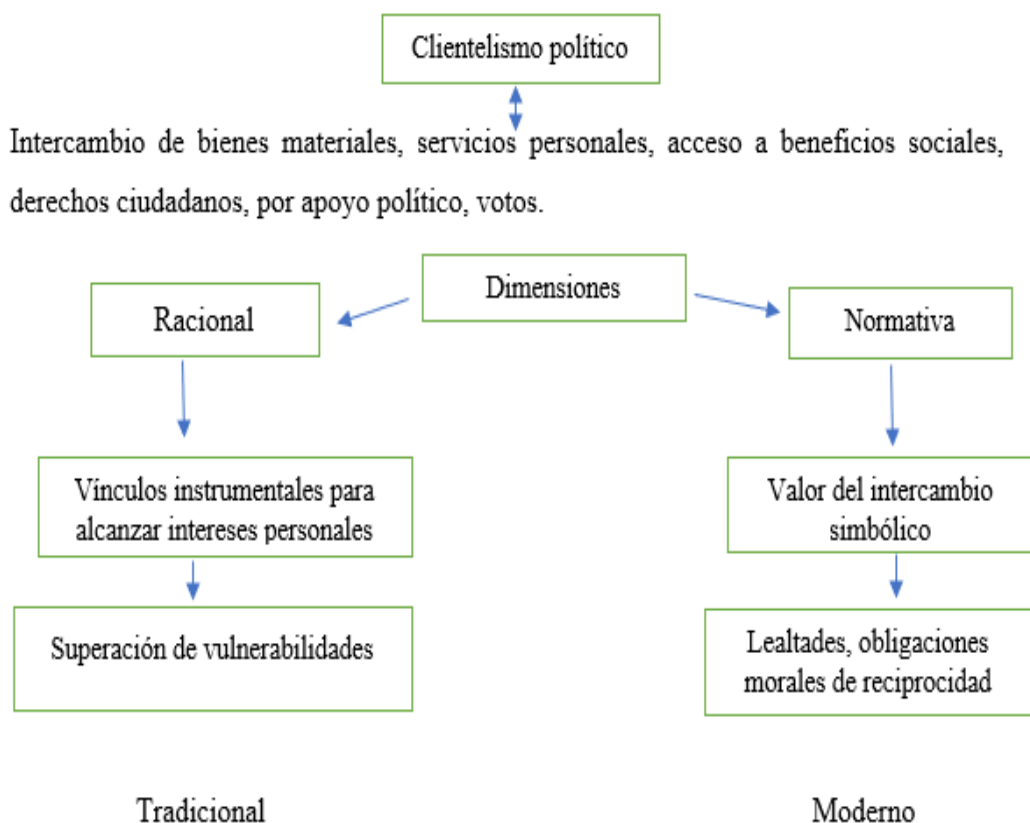 Clientelismo político
Intercambio de bienes materiales, servicios personales, acceso a beneficios sociales,
derechos ciudadanos, por apoyo político, votos.
Dimensiones
Racional
Normativa
Vínculos instrumentales para
alcanzar intereses personales
Valor del intercambio
simbólico
Superación de vulnerabilidades
Lealtades, obligaciones
morales de reciprocidad
Tradicional
Moderno